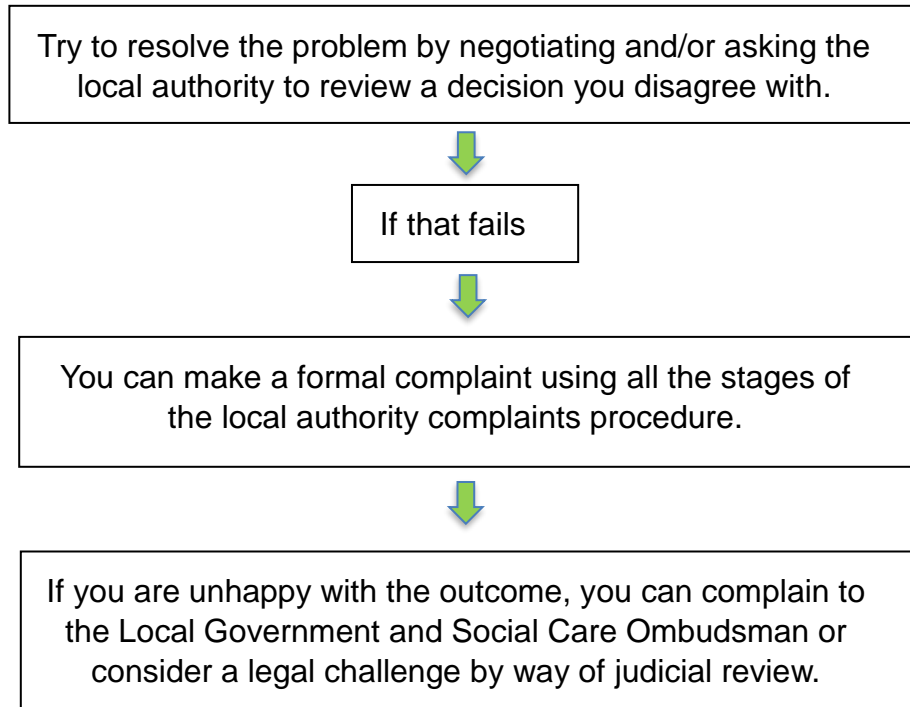 Try to resolve the problem by negotiating and/or asking the
local authority to review a decision you disagree with.
If that fails
You can make a formal complaint using all the stages of
the local authority complaints procedure.
If you are unhappy with the outcome, you can complain to
the Local Government and Social Care Ombudsman or
consider a legal challenge by way of judicial review.